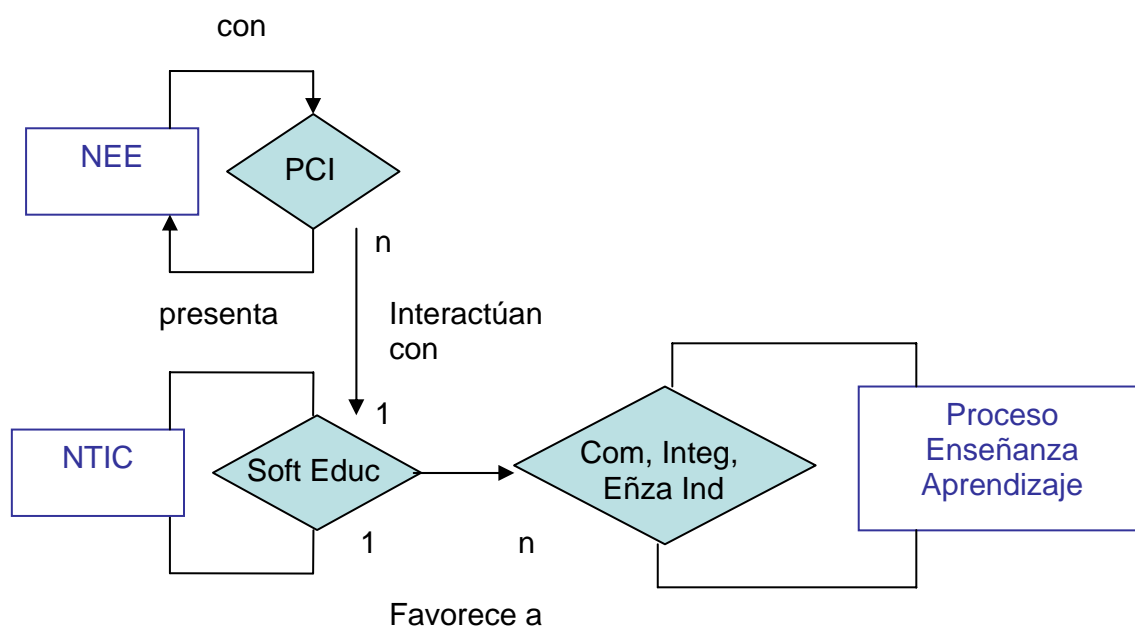 con
NEE
PCI
n
presenta
Interactúan
con
1
NTIC
Soft Educ
Com, Integ,
Eñza Ind
Proceso
Enseñanza
Aprendizaje
1
n
Favorece a